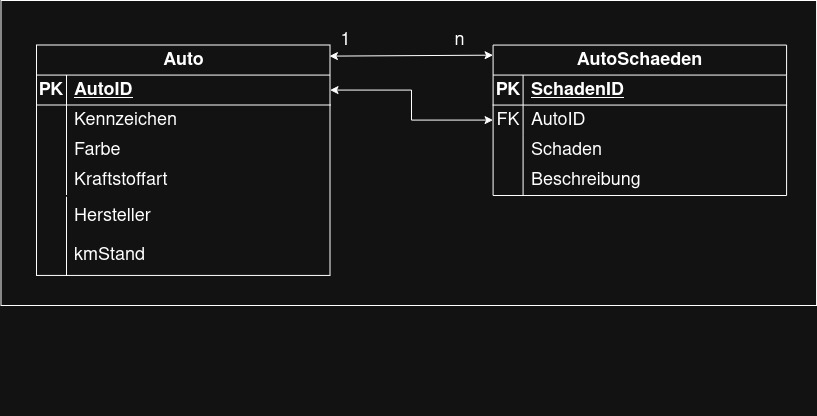 1 n
Auto
PK AutoID
Kennzeichen
Farbe
Kraftstoffart
Hersteller
kmStand
AutoSchaeden
PK SchadenID
FK AutoID
Schaden
Beschreibung